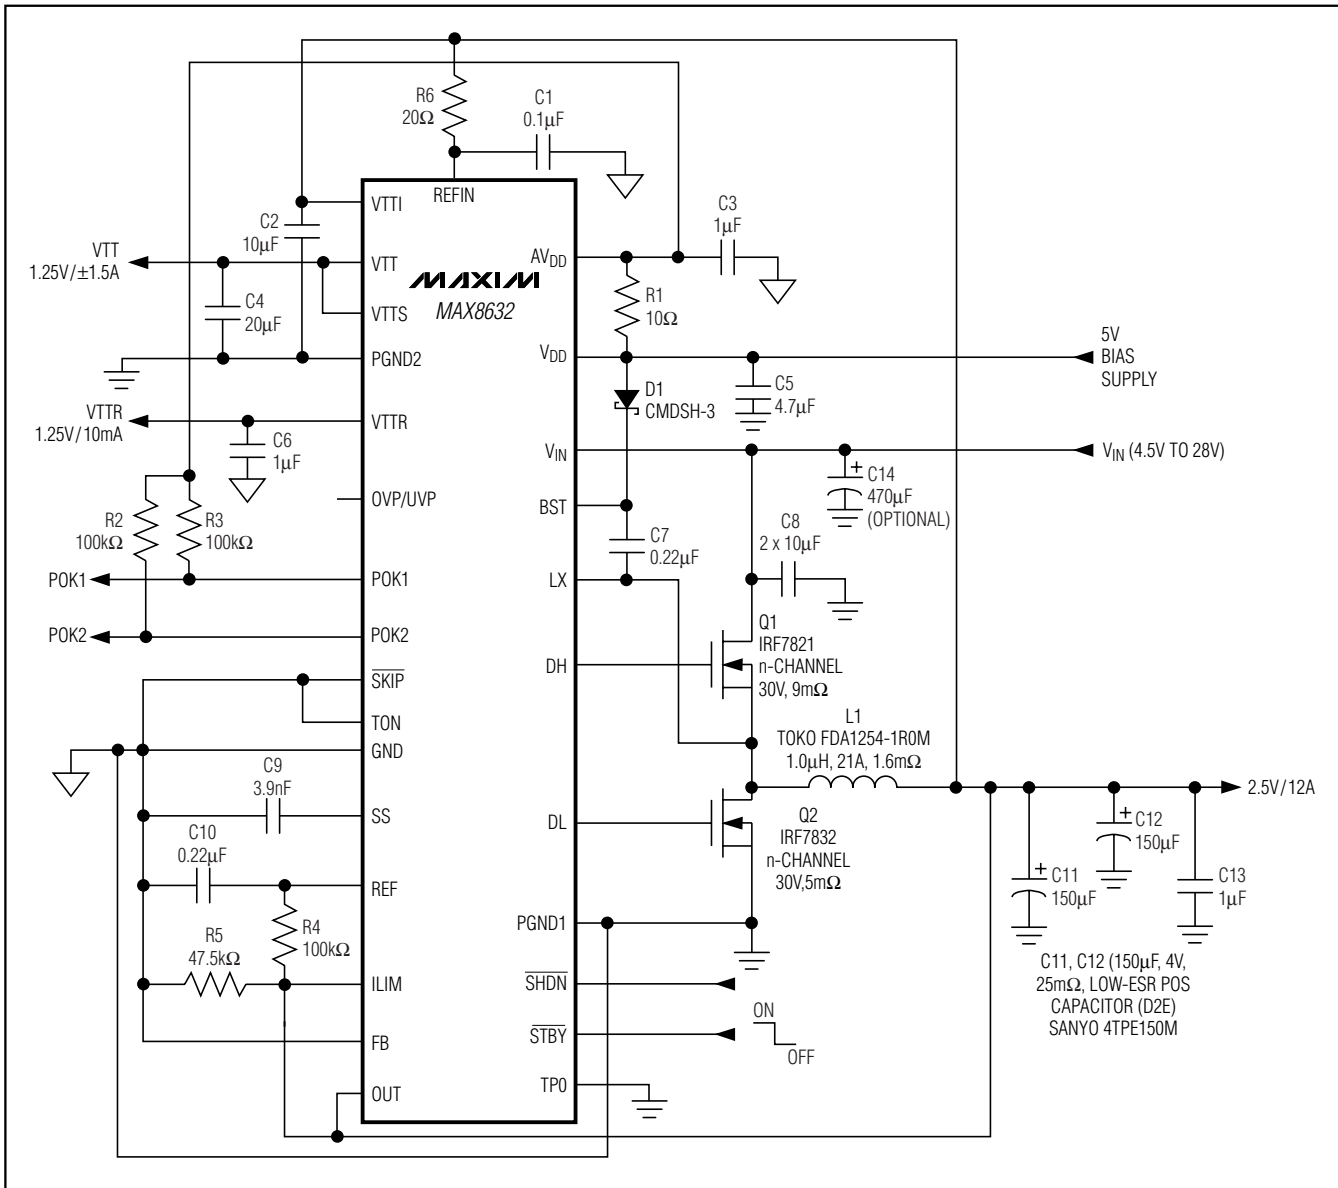 R6
20Ω
C1
0.1µF
REFIN
VTTI
C2
10µF
C3
1µF
VTT
1.25V/±1.5A
VTT
AVDD
MAXIM
MAX8632
R1
10Ω
C4
20µF
VTTS
PGND2
VDD
5V
BIAS
SUPPLY
D1
CMDSH-3
C5
4.7µF
VTTR
1.25V/10mA
VTTR
C6
1µF
VIN
VIN (4.5V TO 28V)
+
C14
470µF
(OPTIONAL)
OVP/UVP
BST
R2
100kΩ
R3
100kΩ
C7
0.22µF
C8
2 x 10µF
POK1
POK1
LX
POK2
POK2
DH
Q1
IRF7821
n-CHANNEL
30V, 9mΩ
SKIP
TON
GND
L1
TOKO FDA1254-1R0M
1.0µH, 21A, 1.6mΩ
2.5V/12A
C9
3.9nF
SS
DL
Q2
IRF7832
n-CHANNEL
30V,5mΩ
+
C12
150µF
+
C11
150µF
C13
1µF
C10
0.22µF
REF
R4
100kΩ
R5
47.5kΩ
PGND1
ILIM
SHDN
C11, C12 (150µF, 4V,
25mΩ, LOW-ESR POS
CAPACITOR (D2E)
SANYO 4TPE150M
FB
STBY
ON
OFF
OUT
TP0